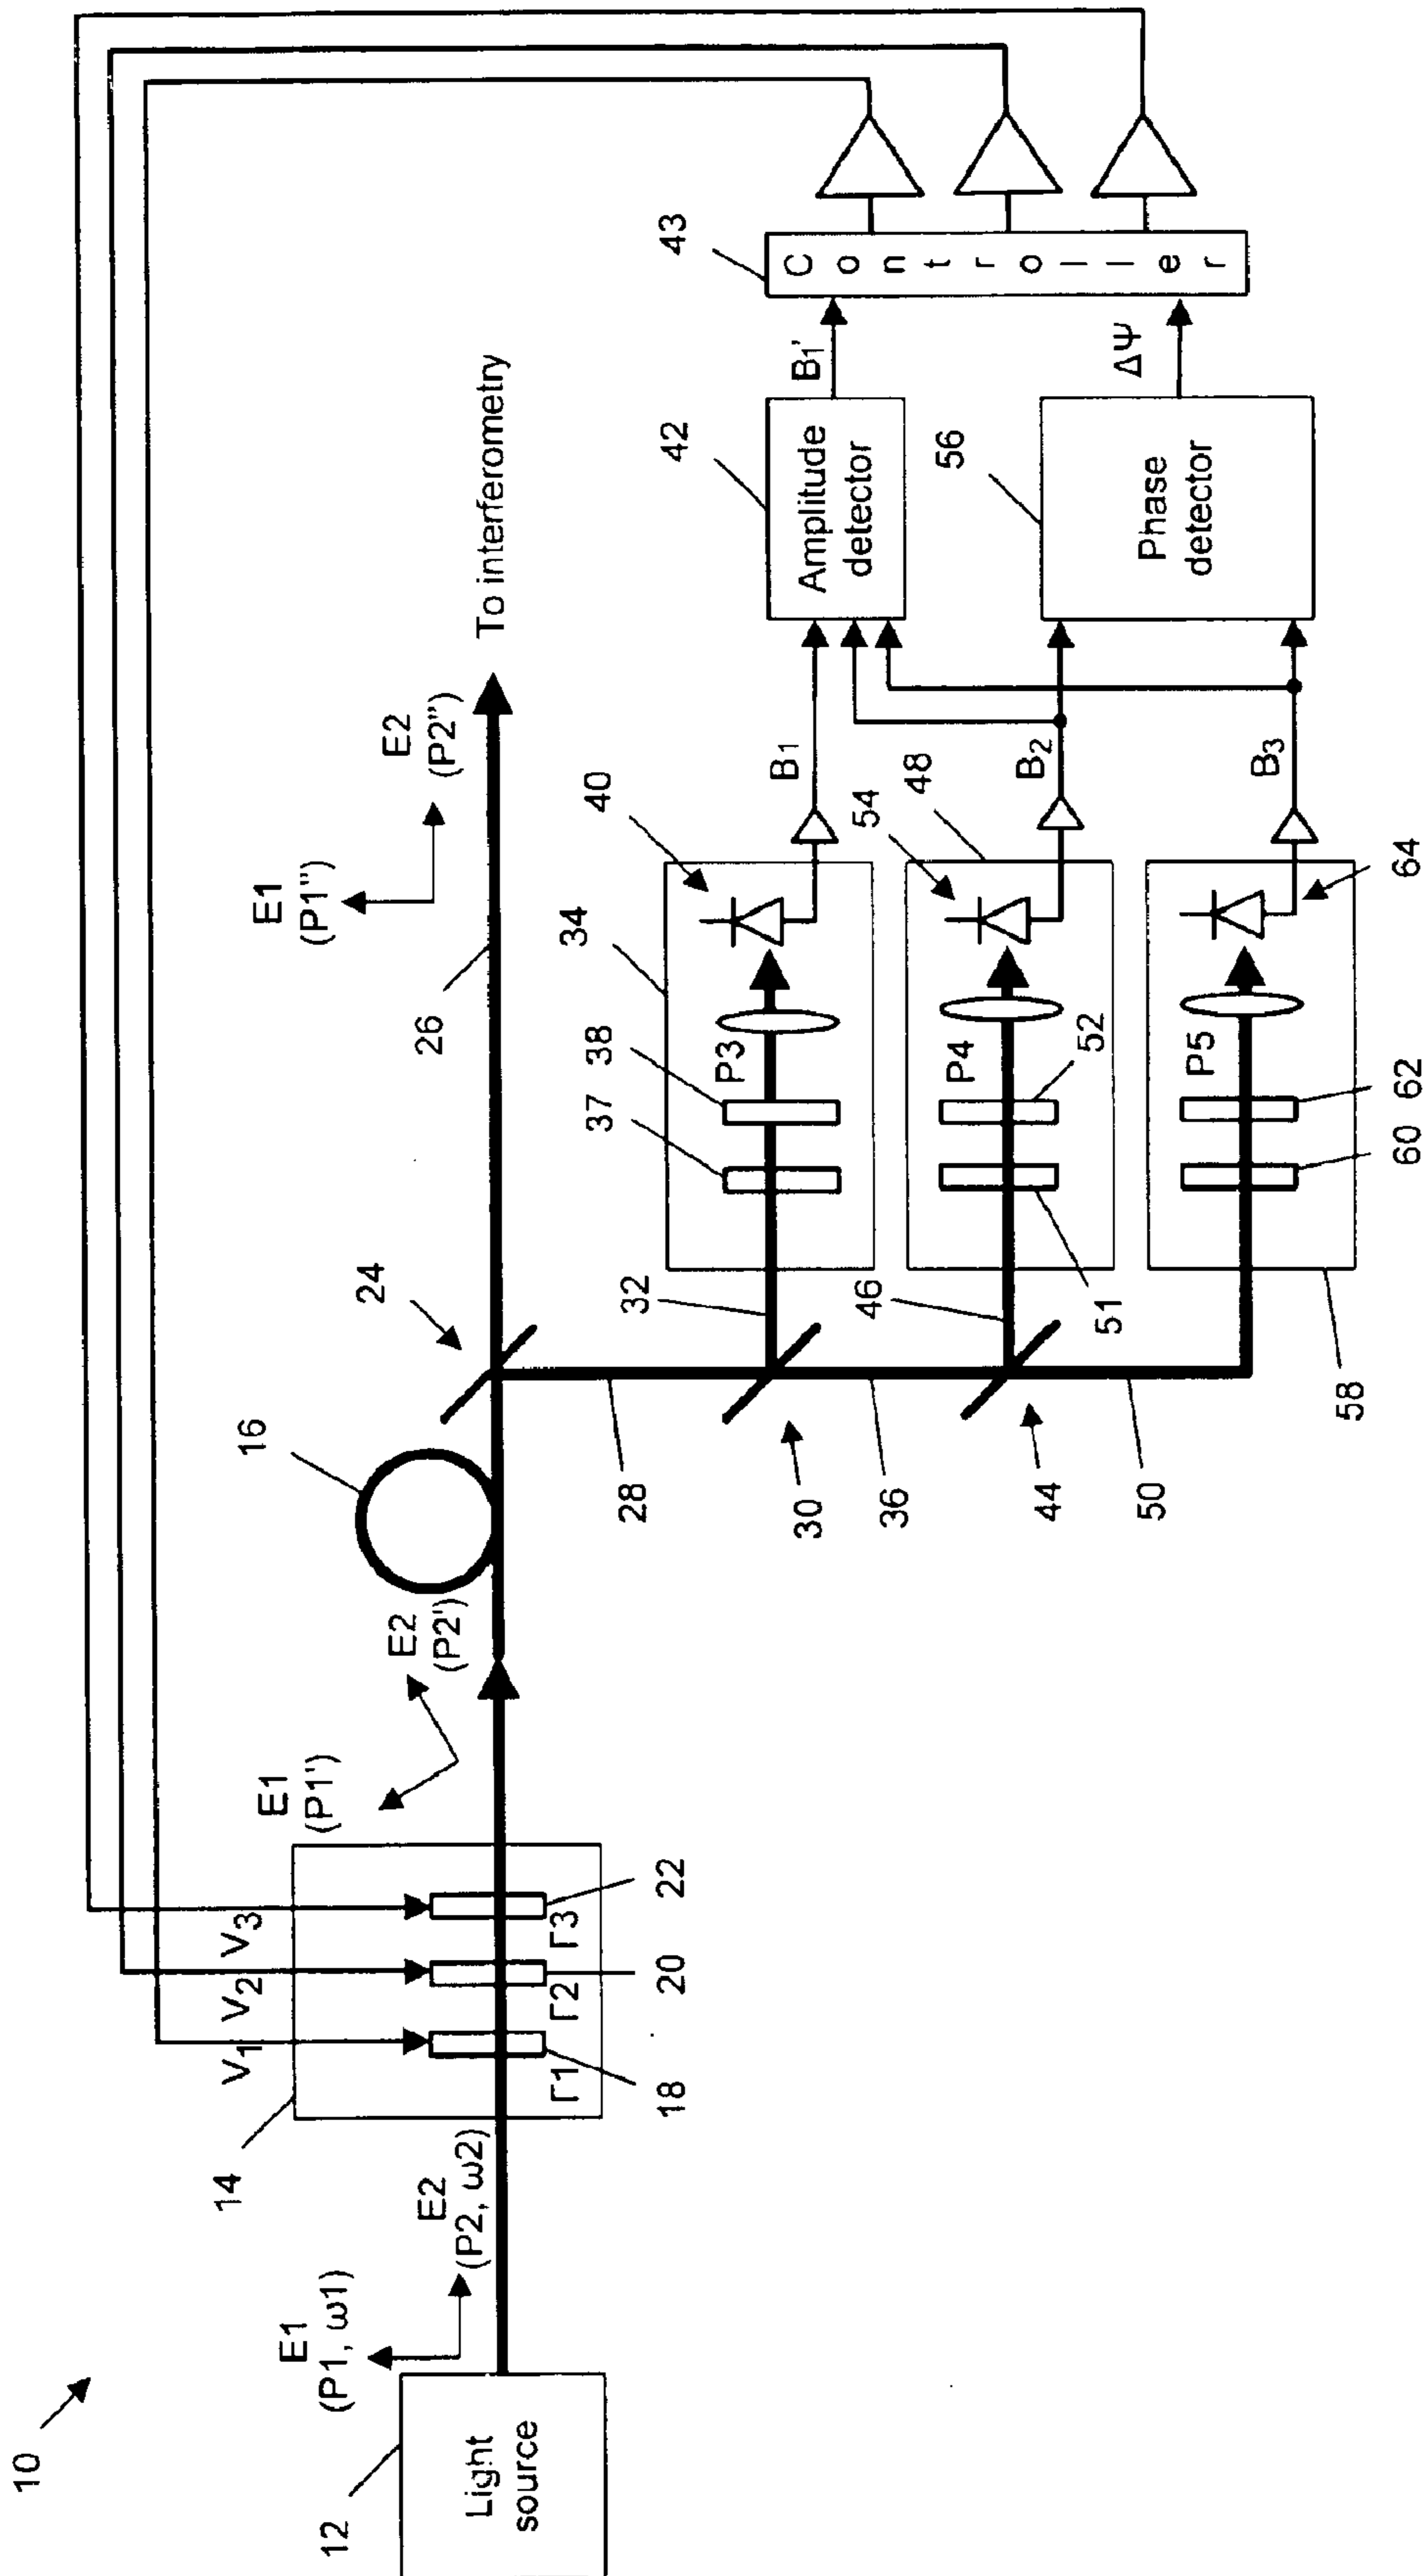 10
12
Light
source
E1
(P1, ω1)
E2
(P2, ω2)
14
V1
V2
V3
Γ1
Γ2
Γ3
18
20
22
E1
(P1')
E2
(P2')
16
24
26
E1
(P1")
E2
(P2")
To interferometry
28
30
32
36
44
46
50
34
37
38
P3
40
B1
51
52
P4
54
48
B2
58
60
62
P5
64
B3
42
Amplitude
detector
B1'
56
Phase
detector
ΔΨ
43
Controller